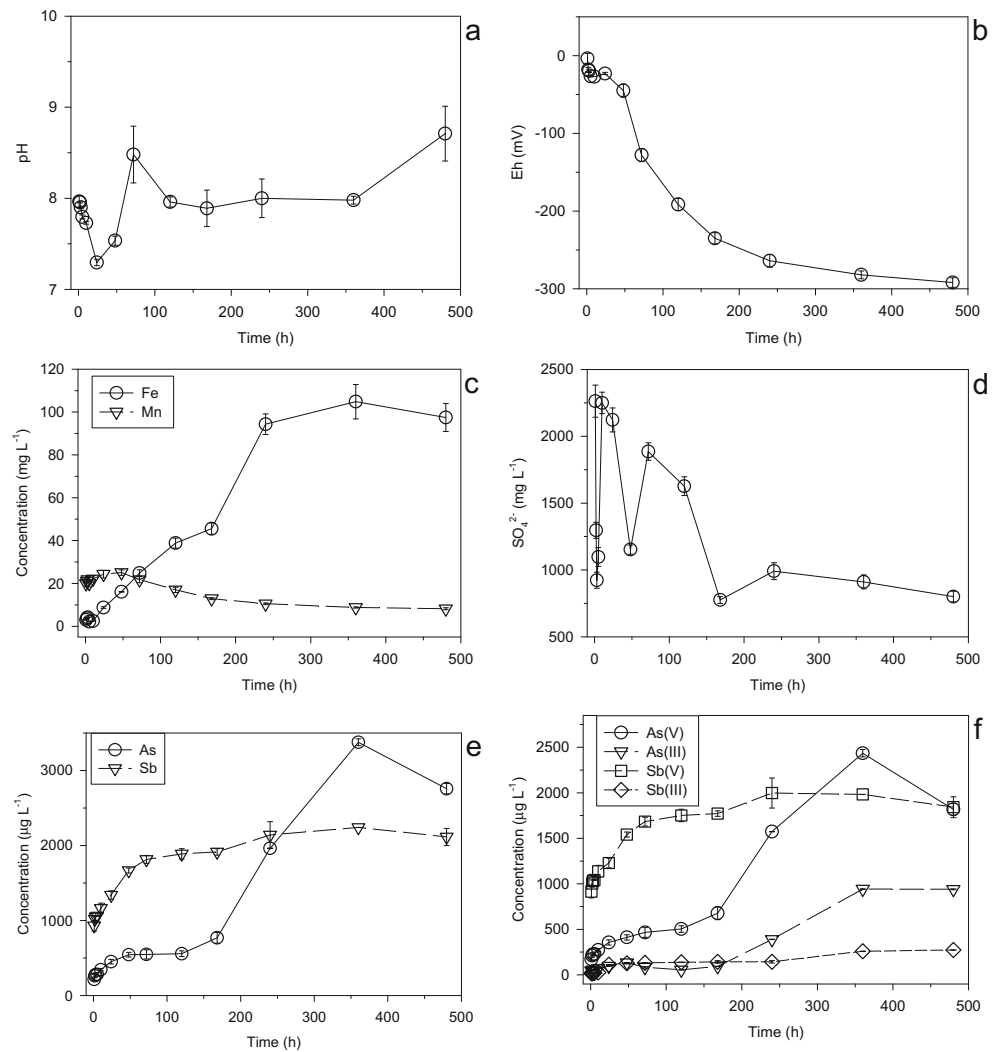 a
10
9
8
7
pH
0 100 200 300 400 500
Time (h)
b
0
-100
-200
-300
Eh (mV)
0 100 200 300 400 500
Time (h)
c
Fe
Mn
120
100
80
60
40
20
0
Concentration (mg L⁻¹)
0 100 200 300 400 500
Time (h)
d
2500
2000
1500
1000
500
SO₄²⁻ (mg L⁻¹)
0 100 200 300 400 500
Time (h)
e
As
Sb
3000
2000
1000
0
Concentration (µg L⁻¹)
0 100 200 300 400 500
Time (h)
f
As(V)
As(III)
Sb(V)
Sb(III)
2500
2000
1500
1000
500
0
Concentration (µg L⁻¹)
0 100 200 300 400 500
Time (h)